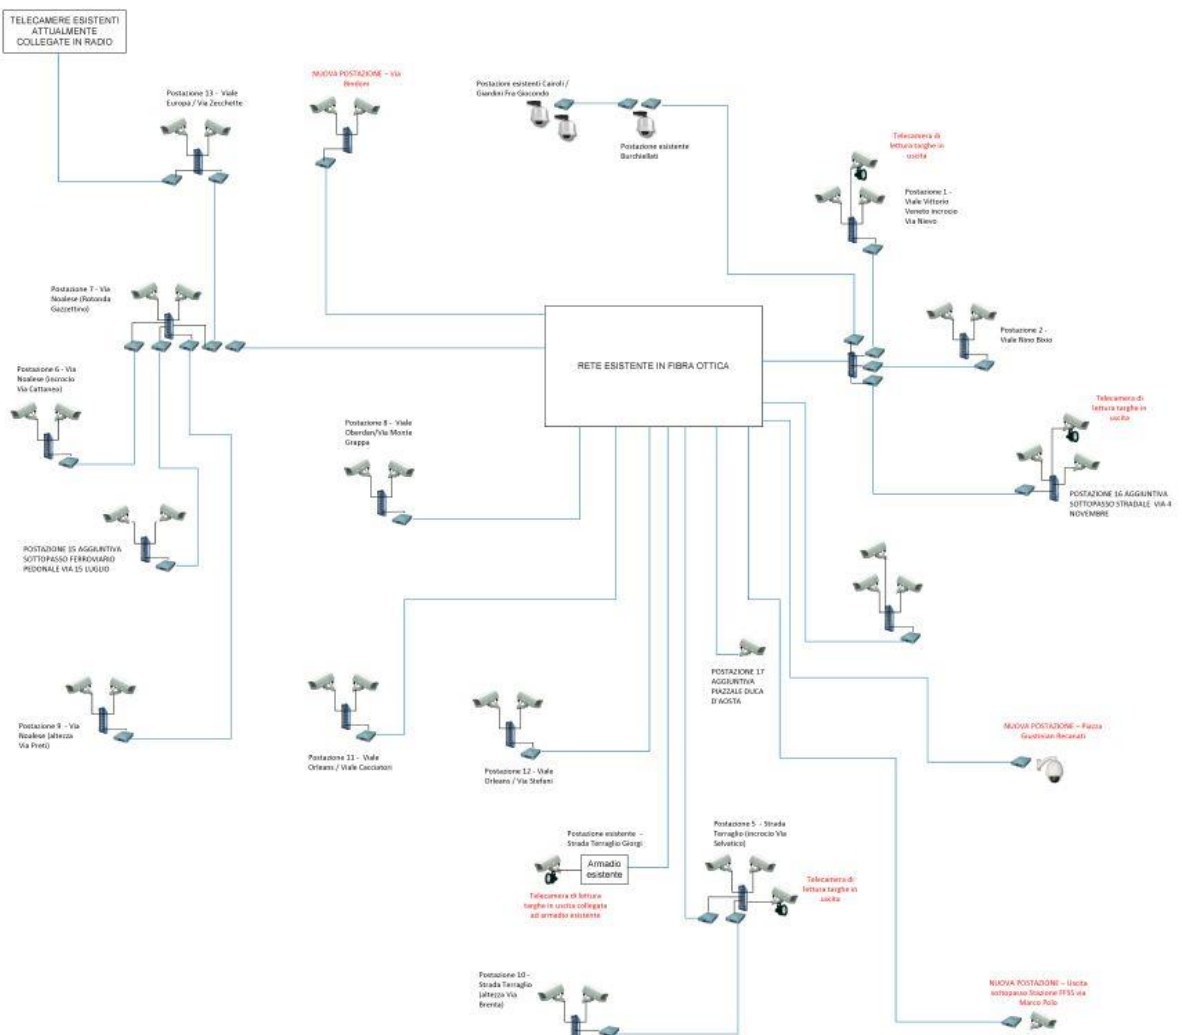 TELECAMERE ESISTENTI
ATTUALMENTE
COLLEGATE IN RADIO
NUOVA POSTAZIONE – Via
Postazione 13 - Viale
Europa / Via Zecchette
Postazioni esistenti Cairoli /
Giardini Fra Giocondo
Postazione esistente
Burchiellati
Telecamera di
lettura targhe in
uscita
Postazione 1 -
Viale Vittorio
Veneto incrocio
Via Nievo
Postazione 7 - Via
Noalese (Rotonda
Gazzettino)
Postazione 2 -
Viale Nino Bixio
RETE ESISTENTE IN FIBRA OTTICA
Postazione 6 - Via
Noalese (incrocio
Via Cattaneo)
Telecamera di
lettura targhe in
uscita
Postazione 8 - Viale
Oberdan/Via Monte
Grappa
POSTAZIONE 16 AGGIUNTIVA
SOTTOPASSO STRADALE VIA 4
NOVEMBRE
POSTAZIONE 15 AGGIUNTIVA
SOTTOPASSO FERROVIARIO
PEDONALE VIA 15 LUGLIO
POSTAZIONE 17
AGGIUNTIVA
PIAZZALE DUCA
D'AOSTA
Postazione 9 - Via
Noalese (altezza
Via Preti)
NUOVA POSTAZIONE – Piazza
Giustinian Recanati
Postazione 11 - Viale
Orleans / Viale Cacciatori
Postazione 12 - Viale
Orleans / Via Stefani
Postazione esistente -
Strada Terraglio Giorgi
Armadio
esistente
Telecamera di lettura
targhe in uscita collegata
ad armadio esistente
Postazione 5 - Strada
Terraglio (incrocio Via
Selvatico)
Telecamera di
lettura targhe in
uscita
Postazione 10 -
Strada Terraglio
(altezza Via
Brenta)
NUOVA POSTAZIONE – Uscita
sottopasso Stazione FFSS via
Marco Polo